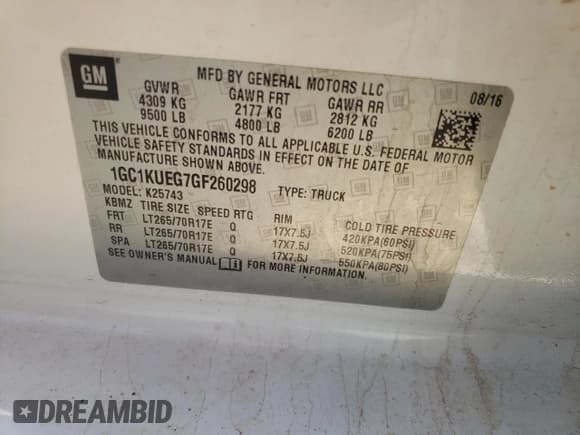 GM
MFD BY GENERAL MOTORS LLC
08/16
GVWR GAWR FRT GAWR RR
4309 KG 2177 KG 2812 KG
9500 LB 4800 LB 6200 LB
THIS VEHICLE CONFORMS TO ALL APPLICABLE U.S. FEDERAL MOTOR
VEHICLE SAFETY STANDARDS IN EFFECT ON THE DATE OF
MANUFACTURE SHOWN ABOVE.
1GC1KUEG7GF260298 TYPE: TRUCK
MODEL: K25743
KBMZ TIRE SIZE SPEED RTG RIM COLD TIRE PRESSURE
FRT LT265/70R17E Q 17X7.5J 420KPA(60PSI)
RR LT265/70R17E Q 17X7.5J 520KPA(75PSI)
SPA LT265/70R17E Q 17X7.5J 550KPA(80PSI)
SEE OWNER'S MANUAL FOR MORE INFORMATION.
DREAMBID